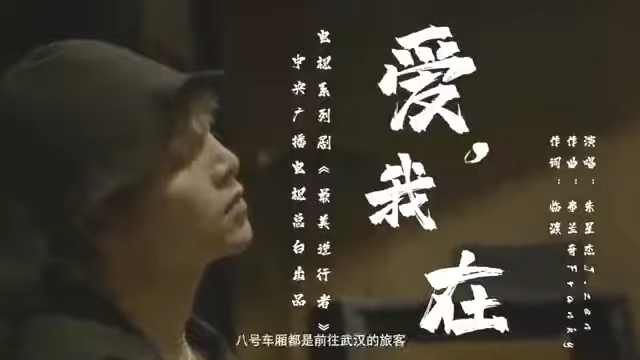 爱，我在
中央广播电视总台出品
电视系列剧《最美逆行者》
演唱：朱星杰J.zen
作曲：弗兰奇Franky
作词：
八号车厢都是前往武汉的旅客